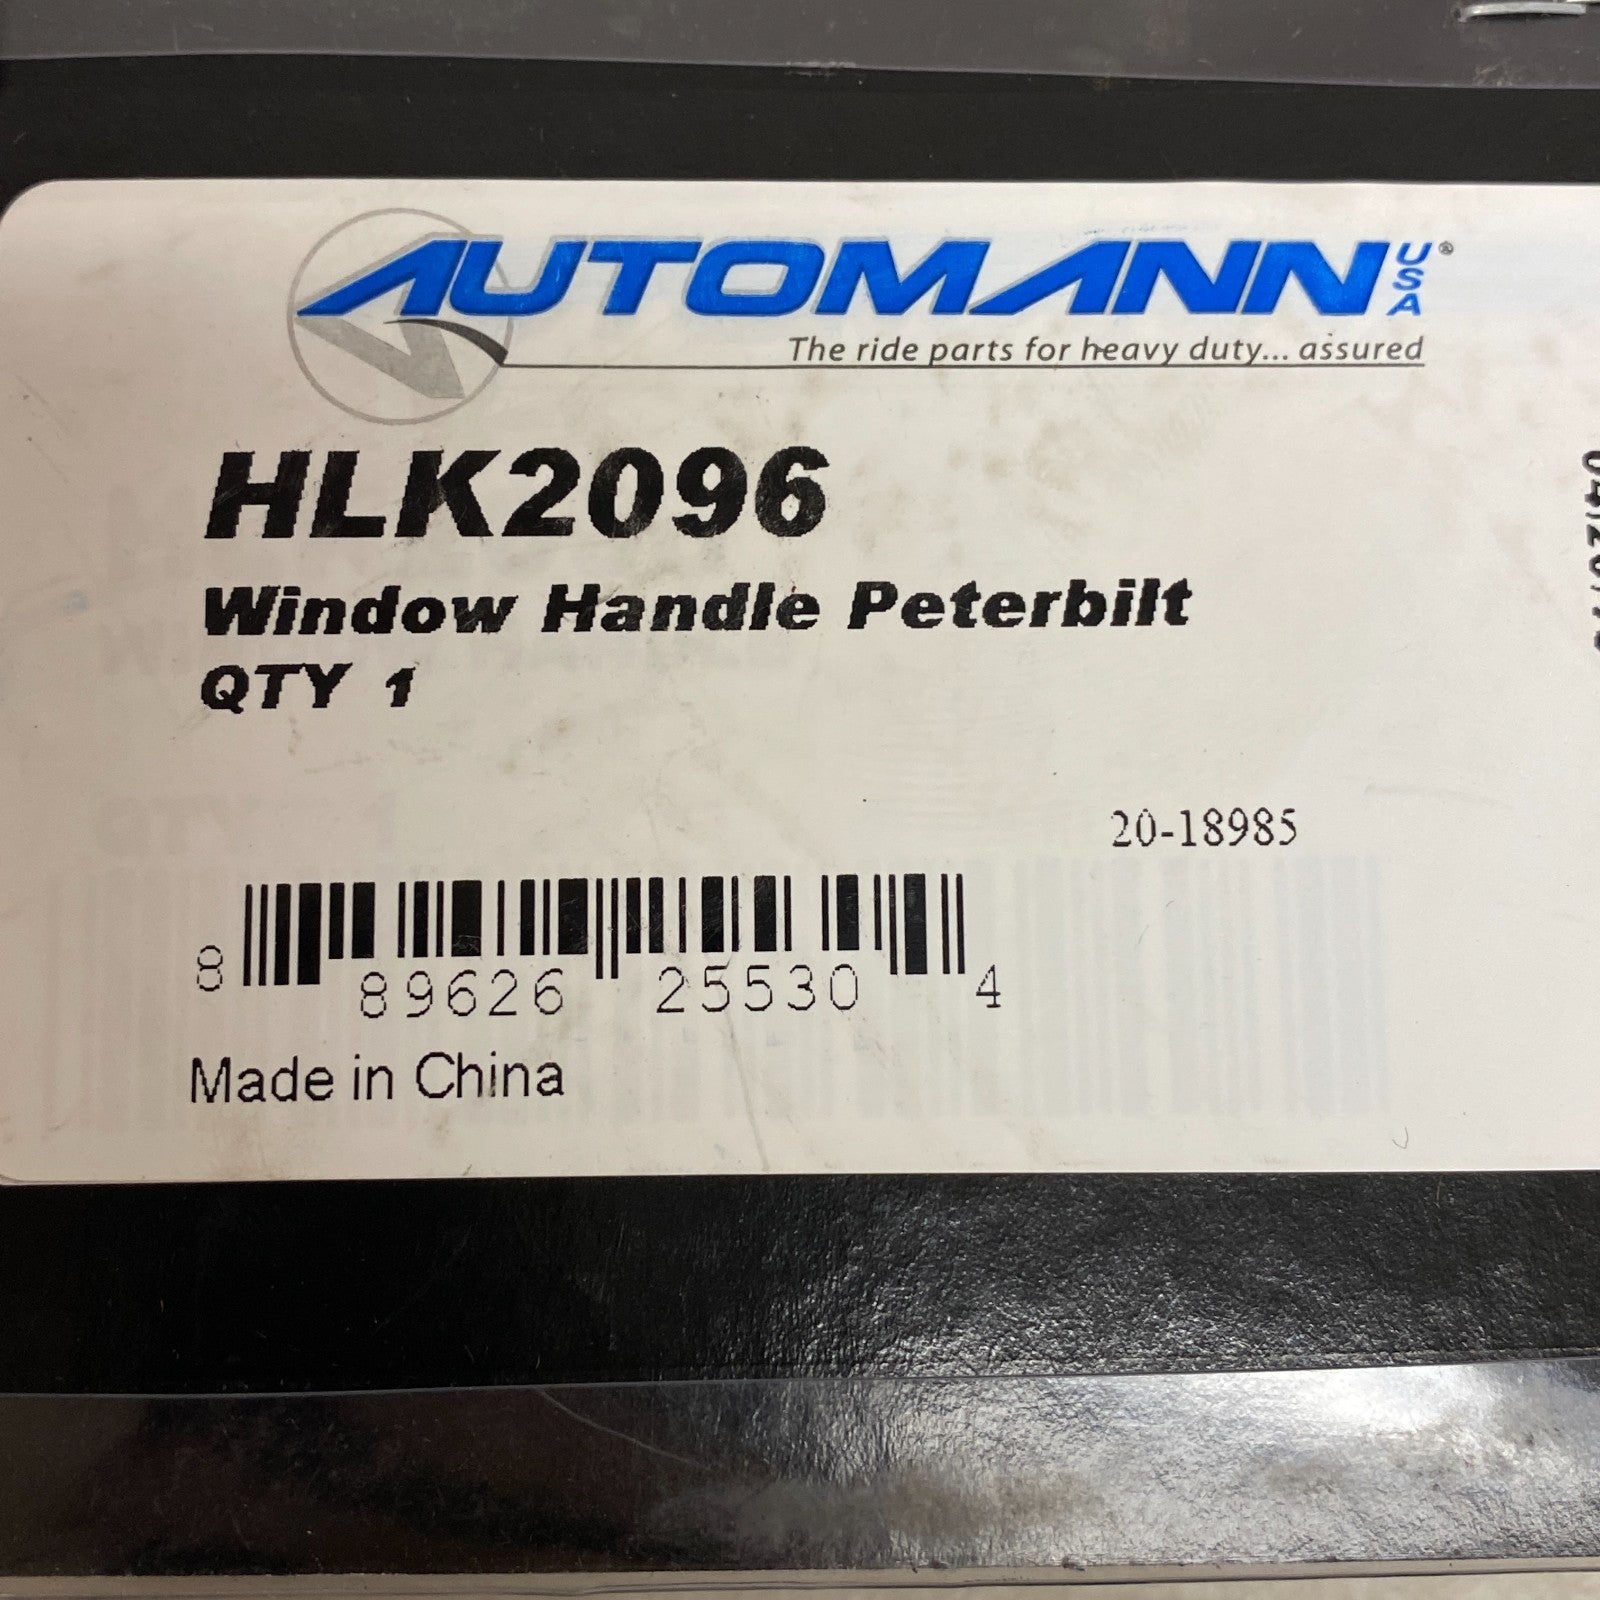 AUTOMANN USA®
The ride parts for heavy duty... assured
HLK2096
Window Handle Peterbilt
QTY 1
20-18985
8 89626 25530 4
Made in China